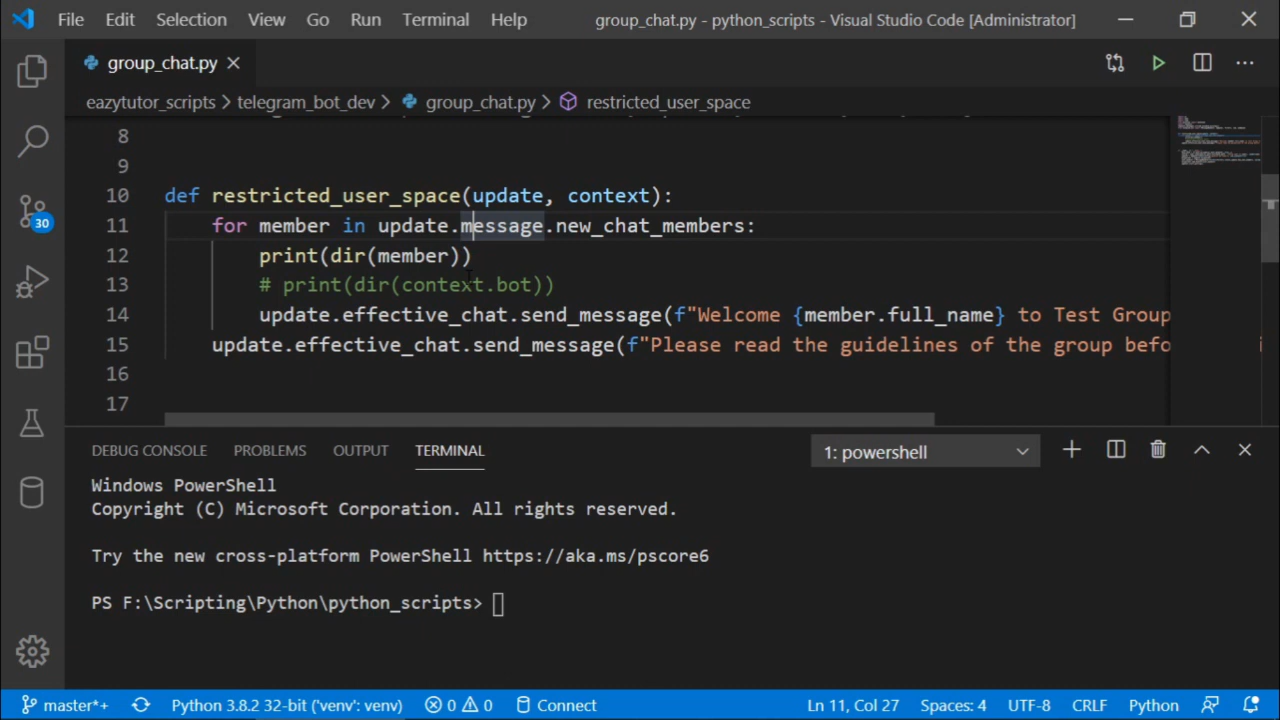 File Edit Selection View Go Run Terminal Help group_chat.py - python_scripts - Visual Studio Code [Administrator]
group_chat.py
eazytutor_scripts > telegram_bot_dev > group_chat.py > restricted_user_space
8
9
10 def restricted_user_space(update, context):
11 for member in update.message.new_chat_members:
12 print(dir(member))
13 # print(dir(context.bot))
14 update.effective_chat.send_message(f"Welcome {member.full_name} to Test Group
15 update.effective_chat.send_message(f"Please read the guidelines of the group befo
16
17
30
DEBUG CONSOLE PROBLEMS OUTPUT TERMINAL 1: powershell
Windows PowerShell
Copyright (C) Microsoft Corporation. All rights reserved.
Try the new cross-platform PowerShell https://aka.ms/pscore6
PS F:\Scripting\Python\python_scripts>
master*+ Python 3.8.2 32-bit ('venv': venv) 0 0 Connect Ln 11, Col 27 Spaces: 4 UTF-8 CRLF Python